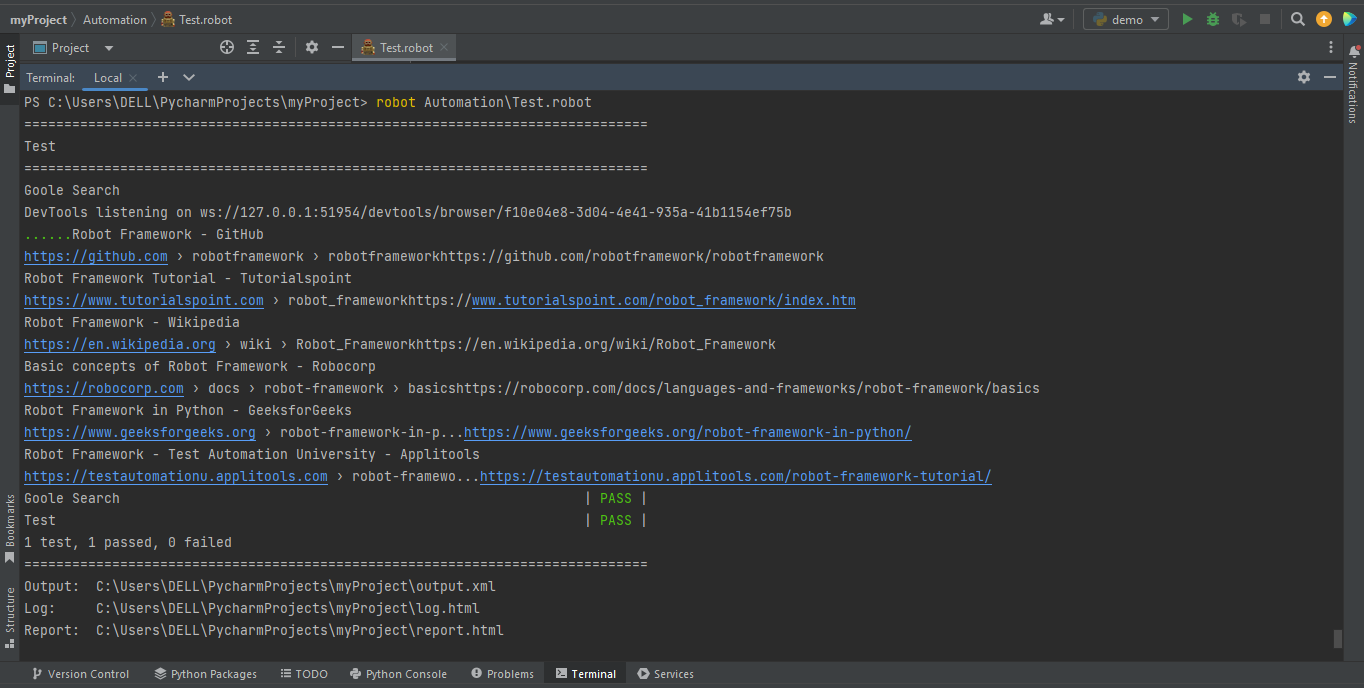 myProject Automation Test.robot demo
Project Test.robot
Terminal: Local
PS C:\Users\DELL\PycharmProjects\myProject> robot Automation\Test.robot
==============================================================================
Test
==============================================================================
Goole Search
DevTools listening on ws://127.0.0.1:51954/devtools/browser/f10e04e8-3d04-4e41-935a-41b1154ef75b
......Robot Framework - GitHub
https://github.com › robotframework › robotframeworkhttps://github.com/robotframework/robotframework
Robot Framework Tutorial - Tutorialspoint
https://www.tutorialspoint.com › robot_frameworkhttps://www.tutorialspoint.com/robot_framework/index.htm
Robot Framework - Wikipedia
https://en.wikipedia.org › wiki › Robot_Frameworkhttps://en.wikipedia.org/wiki/Robot_Framework
Basic concepts of Robot Framework - Robocorp
https://robocorp.com › docs › robot-framework › basicshttps://robocorp.com/docs/languages-and-frameworks/robot-framework/basics
Robot Framework in Python - GeeksforGeeks
https://www.geeksforgeeks.org › robot-framework-in-p...https://www.geeksforgeeks.org/robot-framework-in-python/
Robot Framework - Test Automation University - Applitools
https://testautomationu.applitools.com › robot-framewo...https://testautomationu.applitools.com/robot-framework-tutorial/
Goole Search | PASS |
Test | PASS |
1 test, 1 passed, 0 failed
==============================================================================
Output: C:\Users\DELL\PycharmProjects\myProject\output.xml
Log: C:\Users\DELL\PycharmProjects\myProject\log.html
Report: C:\Users\DELL\PycharmProjects\myProject\report.html
Project
Bookmarks
Structure
Notifications
Version Control Python Packages TODO Python Console Problems Terminal Services